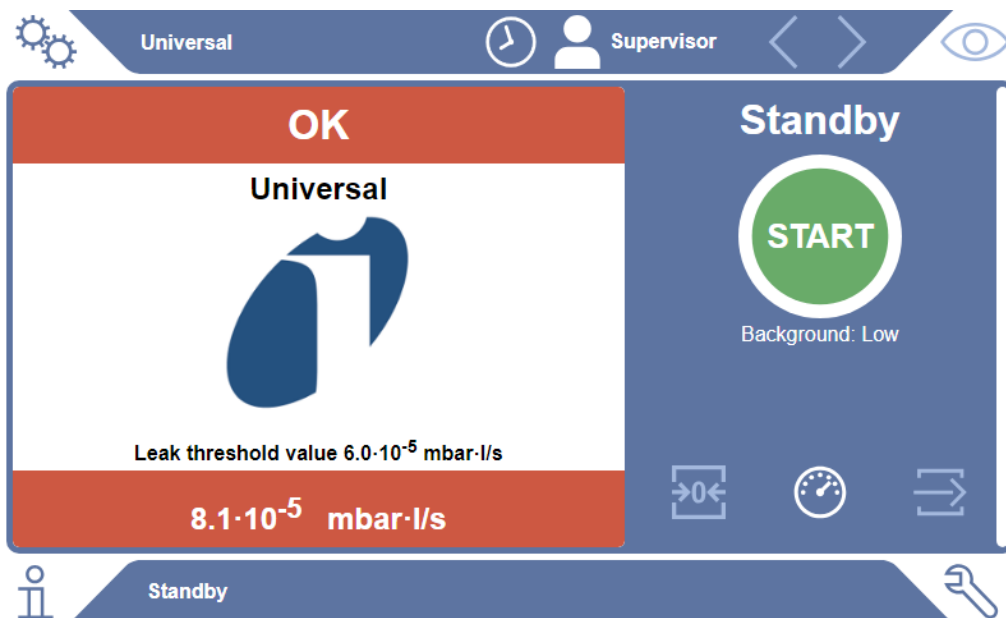 Universal
Supervisor
OK
Universal
Leak threshold value 6.0·10⁻⁵ mbar·l/s
8.1·10⁻⁵ mbar·l/s
Standby
START
Background: Low
→0←
Standby